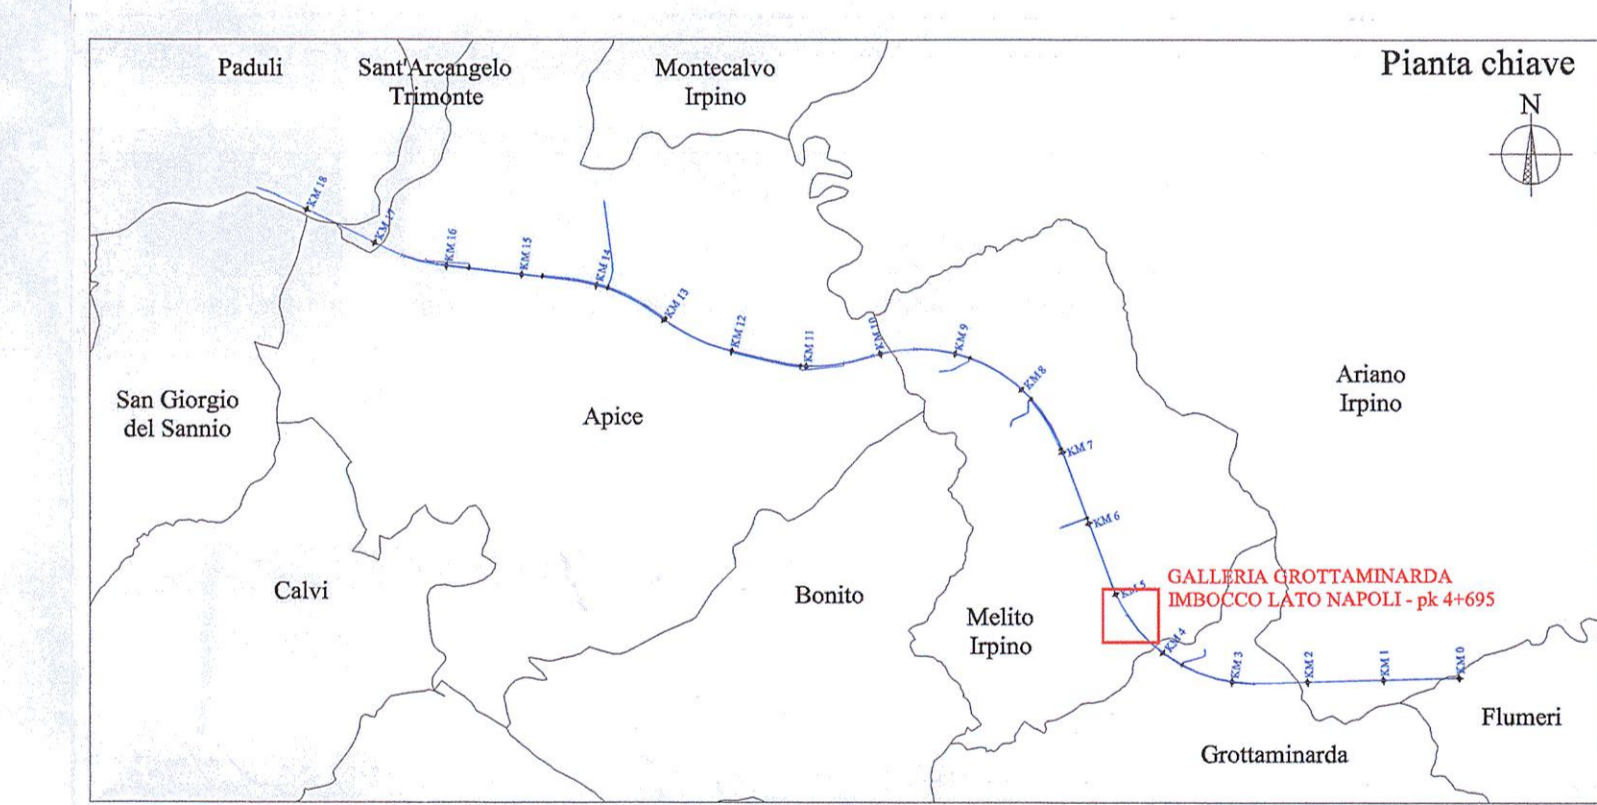 Pianta chiave
N
Paduli
Sant'Arcangelo
Trimonte
Montecalvo
Irpino
KM 18
KM 17
KM 16
KM 15
KM 14
KM 13
KM 12
KM 11
KM 10
KM 9
KM 8
KM 7
KM 6
KM 5
KM 4
KM 3
KM 2
KM 1
KM 0
San Giorgio
del Sannio
Apice
Ariano
Irpino
Calvi
Bonito
Melito
Irpino
GALLERIA GROTTAMINARDA
IMBOCCO LATO NAPOLI - pk 4+695
Flumeri
Grottaminarda